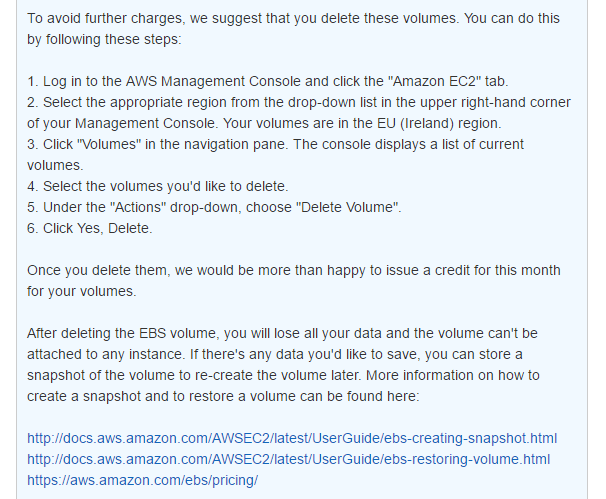 To avoid further charges, we suggest that you delete these volumes. You can do this
by following these steps:
1. Log in to the AWS Management Console and click the "Amazon EC2" tab.
2. Select the appropriate region from the drop-down list in the upper right-hand corner
of your Management Console. Your volumes are in the EU (Ireland) region.
3. Click "Volumes" in the navigation pane. The console displays a list of current
volumes.
4. Select the volumes you'd like to delete.
5. Under the "Actions" drop-down, choose "Delete Volume".
6. Click Yes, Delete.
Once you delete them, we would be more than happy to issue a credit for this month
for your volumes.
After deleting the EBS volume, you will lose all your data and the volume can't be
attached to any instance. If there's any data you'd like to save, you can store a
snapshot of the volume to re-create the volume later. More information on how to
create a snapshot and to restore a volume can be found here:
http://docs.aws.amazon.com/AWSEC2/latest/UserGuide/ebs-creating-snapshot.html
http://docs.aws.amazon.com/AWSEC2/latest/UserGuide/ebs-restoring-volume.html
https://aws.amazon.com/ebs/pricing/